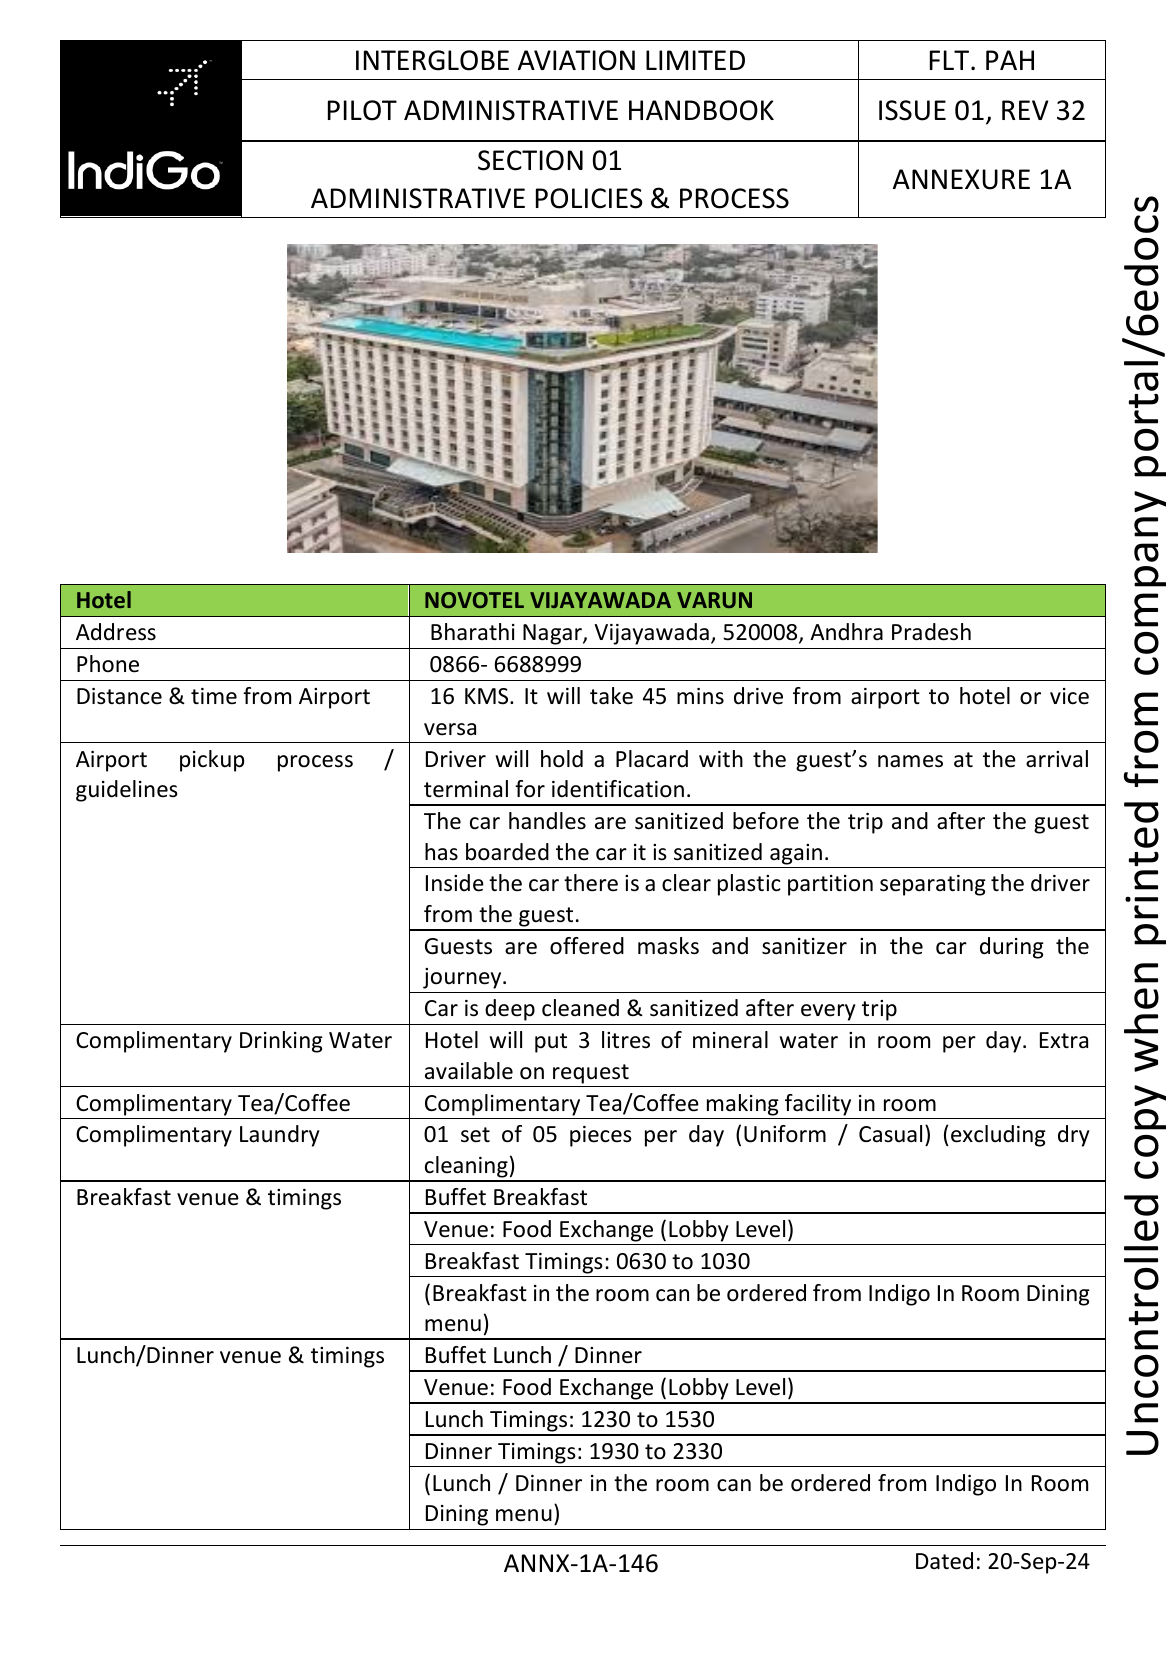 IndiGo
INTERGLOBE AVIATION LIMITED
FLT. PAH
PILOT ADMINISTRATIVE HANDBOOK
ISSUE 01, REV 32
SECTION 01
ADMINISTRATIVE POLICIES & PROCESS
ANNEXURE 1A
Hotel
NOVOTEL VIJAYAWADA VARUN
Address
Bharathi Nagar, Vijayawada, 520008, Andhra Pradesh
Phone
0866- 6688999
Distance & time from Airport
16 KMS. It will take 45 mins drive from airport to hotel or vice
versa
Airport pickup process /
guidelines
Driver will hold a Placard with the guest’s names at the arrival
terminal for identification.
The car handles are sanitized before the trip and after the guest
has boarded the car it is sanitized again.
Inside the car there is a clear plastic partition separating the driver
from the guest.
Guests are offered masks and sanitizer in the car during the
journey.
Car is deep cleaned & sanitized after every trip
Complimentary Drinking Water
Hotel will put 3 litres of mineral water in room per day. Extra
available on request
Complimentary Tea/Coffee
Complimentary Tea/Coffee making facility in room
Complimentary Laundry
01 set of 05 pieces per day (Uniform / Casual) (excluding dry
cleaning)
Breakfast venue & timings
Buffet Breakfast
Venue: Food Exchange (Lobby Level)
Breakfast Timings: 0630 to 1030
(Breakfast in the room can be ordered from Indigo In Room Dining
menu)
Lunch/Dinner venue & timings
Buffet Lunch / Dinner
Venue: Food Exchange (Lobby Level)
Lunch Timings: 1230 to 1530
Dinner Timings: 1930 to 2330
(Lunch / Dinner in the room can be ordered from Indigo In Room
Dining menu)
ANNX-1A-146
Dated: 20-Sep-24
Uncontrolled copy when printed from company portal/6edocs